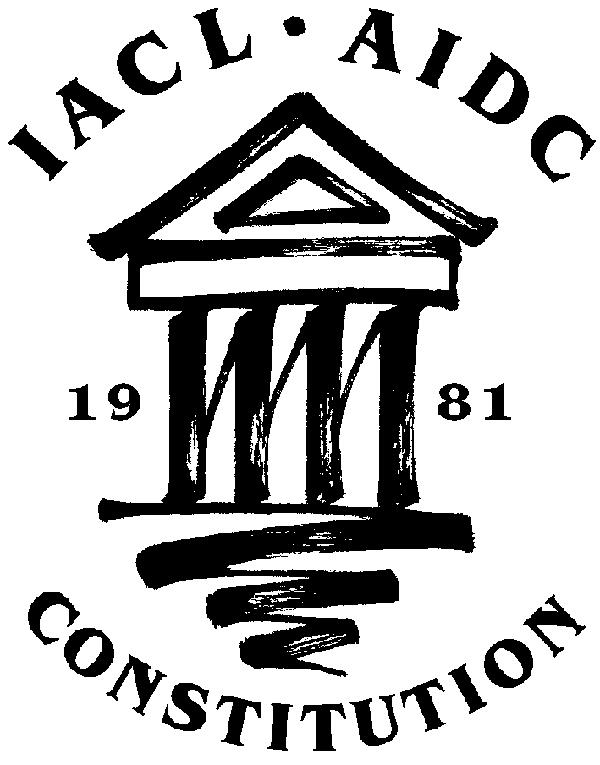 IACL • AIDC
19 81
CONSTITUTION